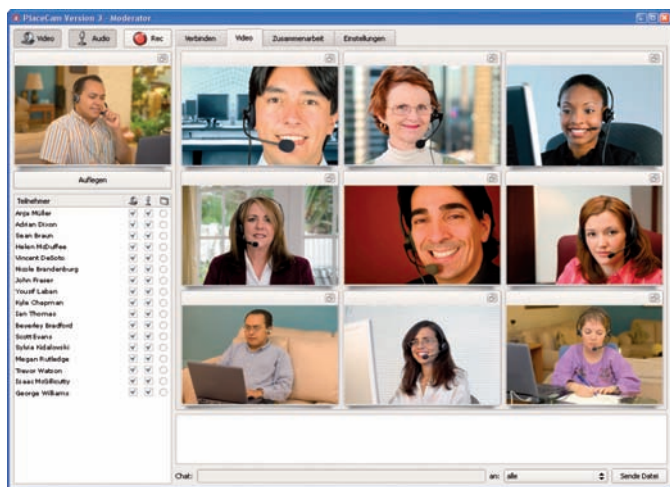 PlaceCam Version 3 - Moderator
Video Audio Rec Verbinden Video Zusammenarbeit Einstellungen
Auflegen
Teilnehmer
Anja Müller
Adrian Dixon
Sean Braun
Helen McDuffee
Vincent DeSoto
Nicole Brandenburg
John Fraser
Yousif Laban
Kyle Chapman
Ian Thomas
Beverley Bradford
Scott Evans
Sylvia Kidalowski
Megan Rutledge
Trevor Watson
Isaac McGillicutty
George Williams
Chat: an: alle Sende Datei